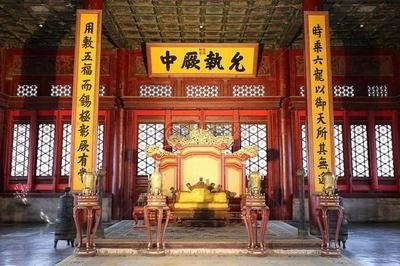 允執厥中
時乘六龍以御天所其無
用敷五福而錫極彰厥有